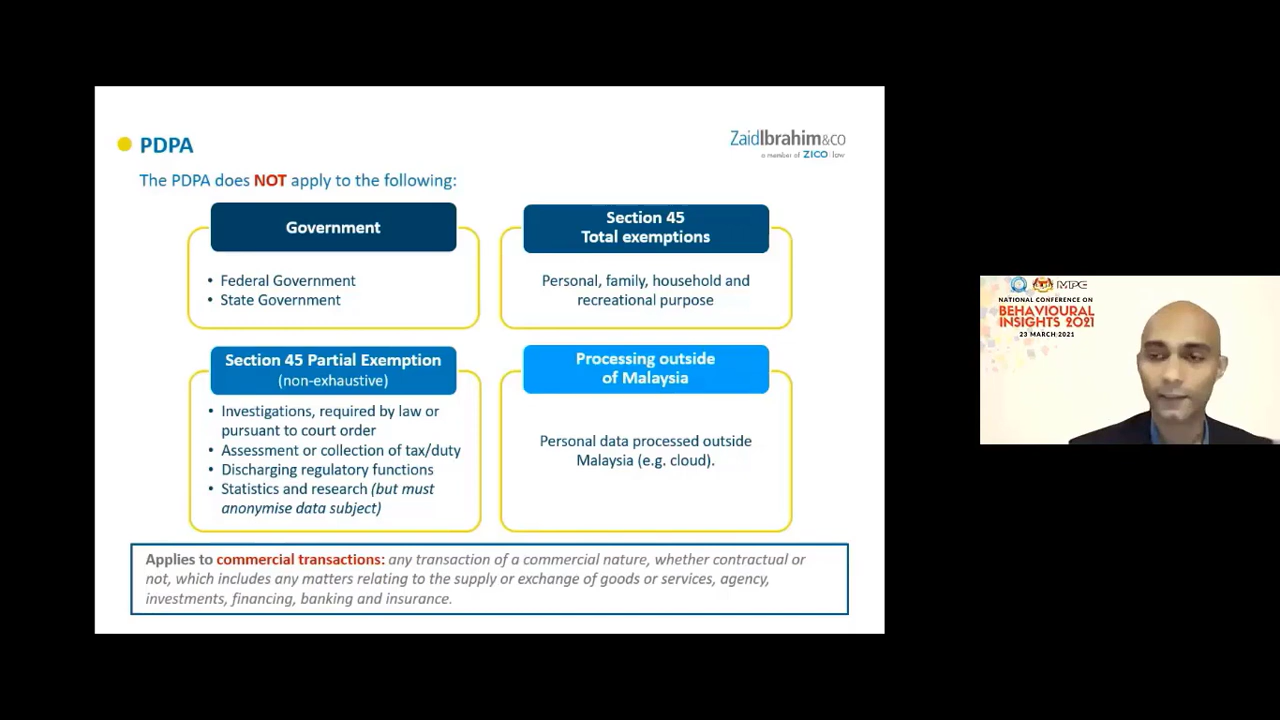 PDPA
ZaidIbrahim&co
a member of ZICO law
The PDPA does NOT apply to the following:
Government
• Federal Government
• State Government
Section 45
Total exemptions
Personal, family, household and
recreational purpose
Section 45 Partial Exemption
(non-exhaustive)
• Investigations, required by law or
pursuant to court order
• Assessment or collection of tax/duty
• Discharging regulatory functions
• Statistics and research (but must
anonymise data subject)
Processing outside
of Malaysia
Personal data processed outside
Malaysia (e.g. cloud).
Applies to commercial transactions: any transaction of a commercial nature, whether contractual or
not, which includes any matters relating to the supply or exchange of goods or services, agency,
investments, financing, banking and insurance.
MPC
NATIONAL CONFERENCE ON
BEHAVIOURAL
INSIGHTS 2021
23 MARCH 2021